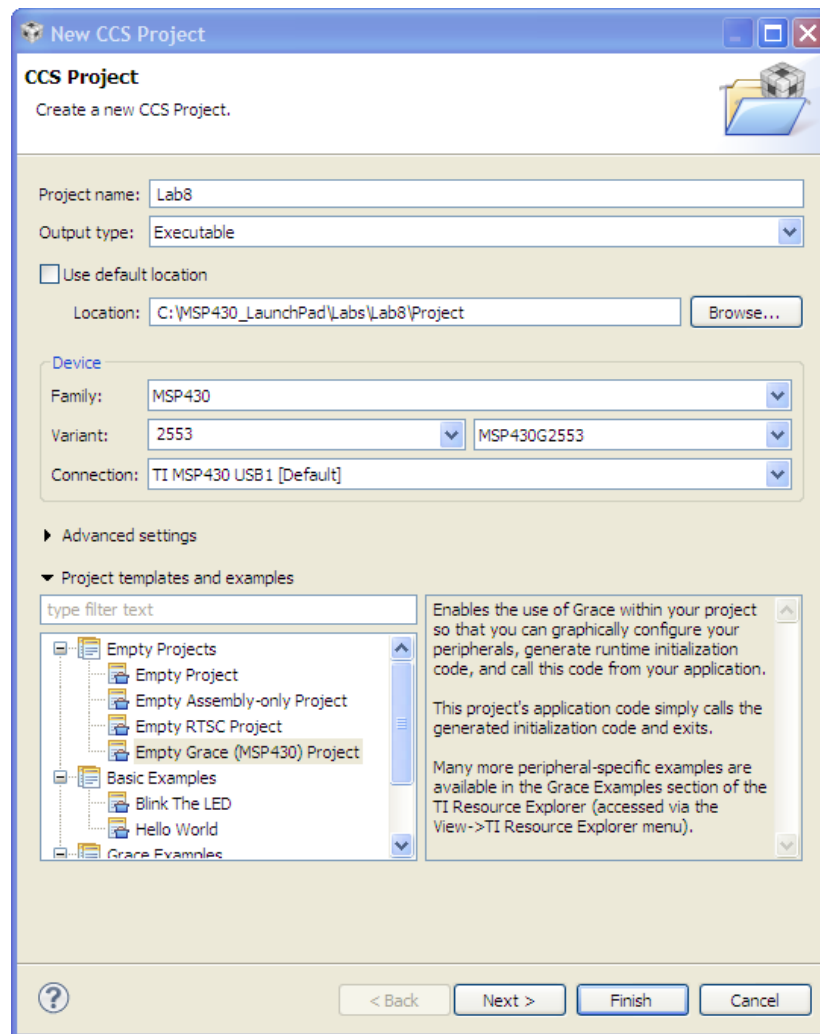 New CCS Project
CCS Project
Create a new CCS Project.
Project name: Lab8
Output type: Executable
Use default location
Location: C:\MSP430_LaunchPad\Labs\Lab8\Project Browse...
Device
Family: MSP430
Variant: 2553 MSP430G2553
Connection: TI MSP430 USB1 [Default]
Advanced settings
Project templates and examples
type filter text
Empty Projects
Empty Project
Empty Assembly-only Project
Empty RTSC Project
Empty Grace (MSP430) Project
Basic Examples
Blink The LED
Hello World
Grace Examples
Enables the use of Grace within your project
so that you can graphically configure your
peripherals, generate runtime initialization
code, and call this code from your application.
This project's application code simply calls the
generated initialization code and exits.
Many more peripheral-specific examples are
available in the Grace Examples section of the
TI Resource Explorer (accessed via the
View->TI Resource Explorer menu).
? < Back Next > Finish Cancel